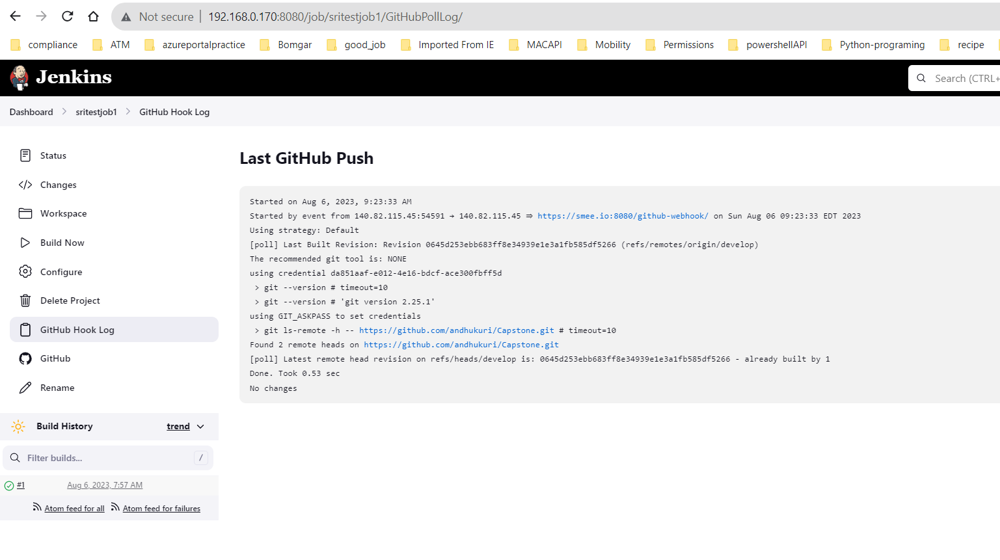 Not secure | 192.168.0.170:8080/job/sritestjob1/GitHubPollLog/
compliance ATM azureportalpractice Bomgar good_job Imported From IE MACAPI Mobility Permissions powershellAPI Python-programing recipe
Jenkins
Search (CTRL+
Dashboard > sritestjob1 > GitHub Hook Log
Status
Changes
Workspace
Build Now
Configure
Delete Project
GitHub Hook Log
GitHub
Rename
Build History trend
Filter builds... /
#1 Aug 6, 2023, 7:57 AM
Atom feed for all Atom feed for failures
Last GitHub Push
Started on Aug 6, 2023, 9:23:33 AM
Started by event from 140.82.115.45:54591 → 140.82.115.45 ⇒ https://smee.io:8080/github-webhook/ on Sun Aug 06 09:23:33 EDT 2023
Using strategy: Default
[poll] Last Built Revision: Revision 0645d253ebb683ff8e34939e1e3a1fb585df5266 (refs/remotes/origin/develop)
The recommended git tool is: NONE
using credential da851aaf-e012-4e16-bdcf-ace300fbff5d
> git --version # timeout=10
> git --version # 'git version 2.25.1'
using GIT_ASKPASS to set credentials
> git ls-remote -h -- https://github.com/andhukuri/Capstone.git # timeout=10
Found 2 remote heads on https://github.com/andhukuri/Capstone.git
[poll] Latest remote head revision on refs/heads/develop is: 0645d253ebb683ff8e34939e1e3a1fb585df5266 - already built by 1
Done. Took 0.53 sec
No changes